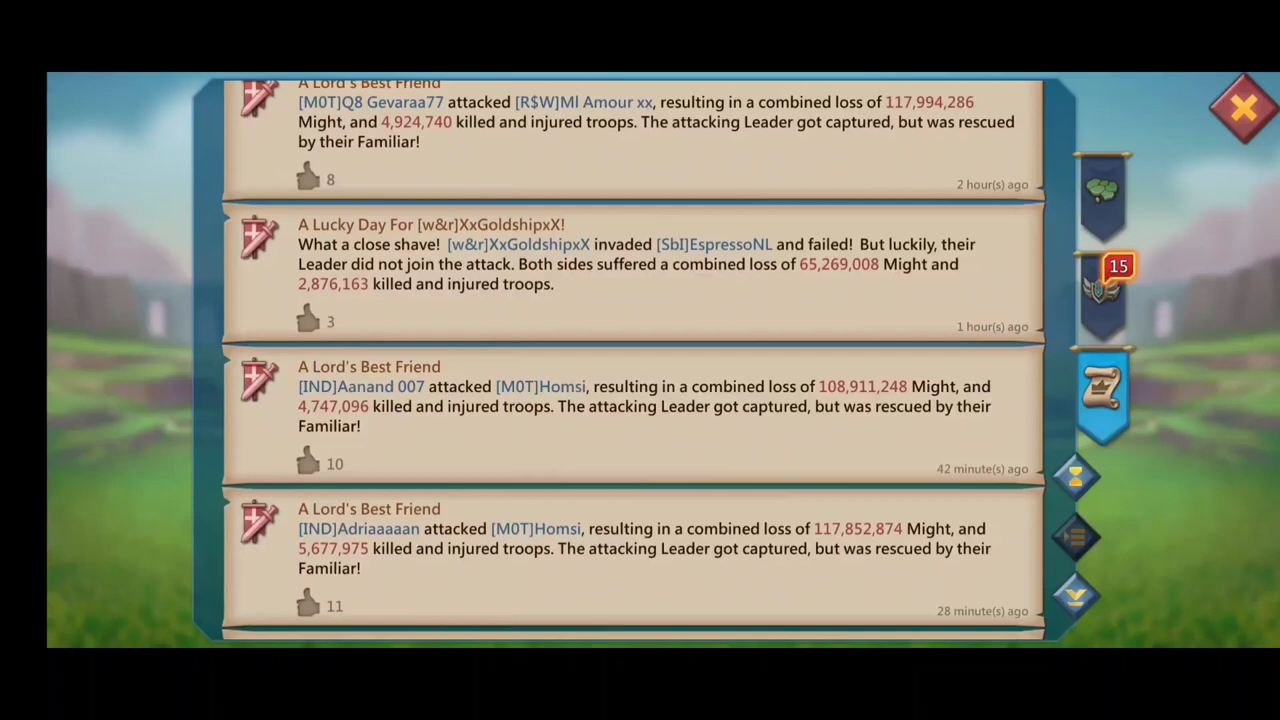 A Lord's Best Friend
[M0T]Q8 Gevaraa77 attacked [R$W]Ml Amour xx, resulting in a combined loss of 117,994,286
Might, and 4,924,740 killed and injured troops. The attacking Leader got captured, but was rescued
by their Familiar!
8
2 hour(s) ago
A Lucky Day For [w&r]XxGoldshipxX!
What a close shave! [w&r]XxGoldshipxX invaded [SbI]EspressoNL and failed! But luckily, their
Leader did not join the attack. Both sides suffered a combined loss of 65,269,008 Might and
2,876,163 killed and injured troops.
3
1 hour(s) ago
15
A Lord's Best Friend
[IND]Aanand 007 attacked [M0T]Homsi, resulting in a combined loss of 108,911,248 Might, and
4,747,096 killed and injured troops. The attacking Leader got captured, but was rescued by their
Familiar!
10
42 minute(s) ago
A Lord's Best Friend
[IND]Adriaaaaan attacked [M0T]Homsi, resulting in a combined loss of 117,852,874 Might, and
5,677,975 killed and injured troops. The attacking Leader got captured, but was rescued by their
Familiar!
11
28 minute(s) ago